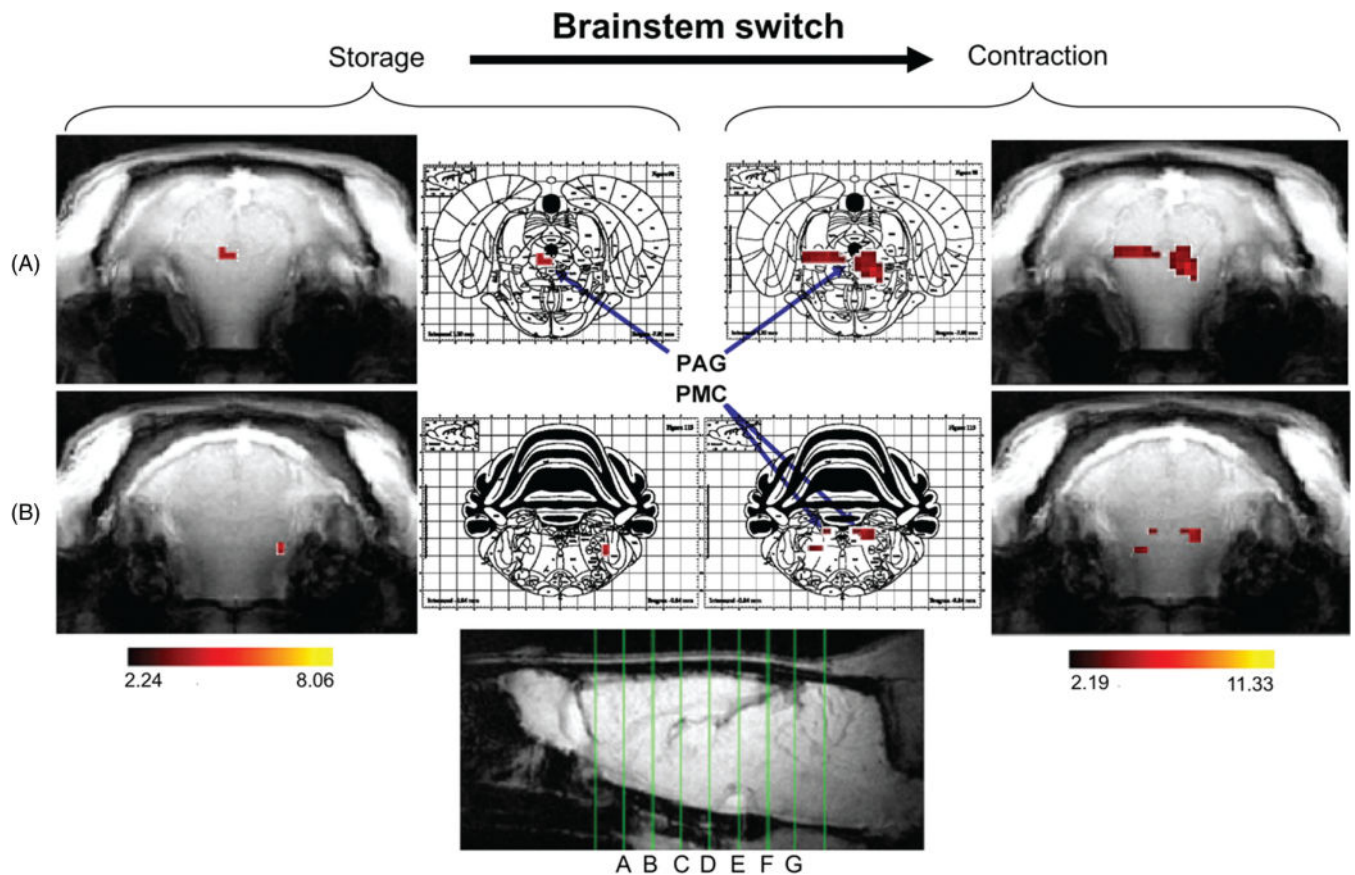 Brainstem switch
Storage
Contraction
(A)
PAG
PMC
(B)
2.24
8.06
2.19
11.33
A B C D E F G